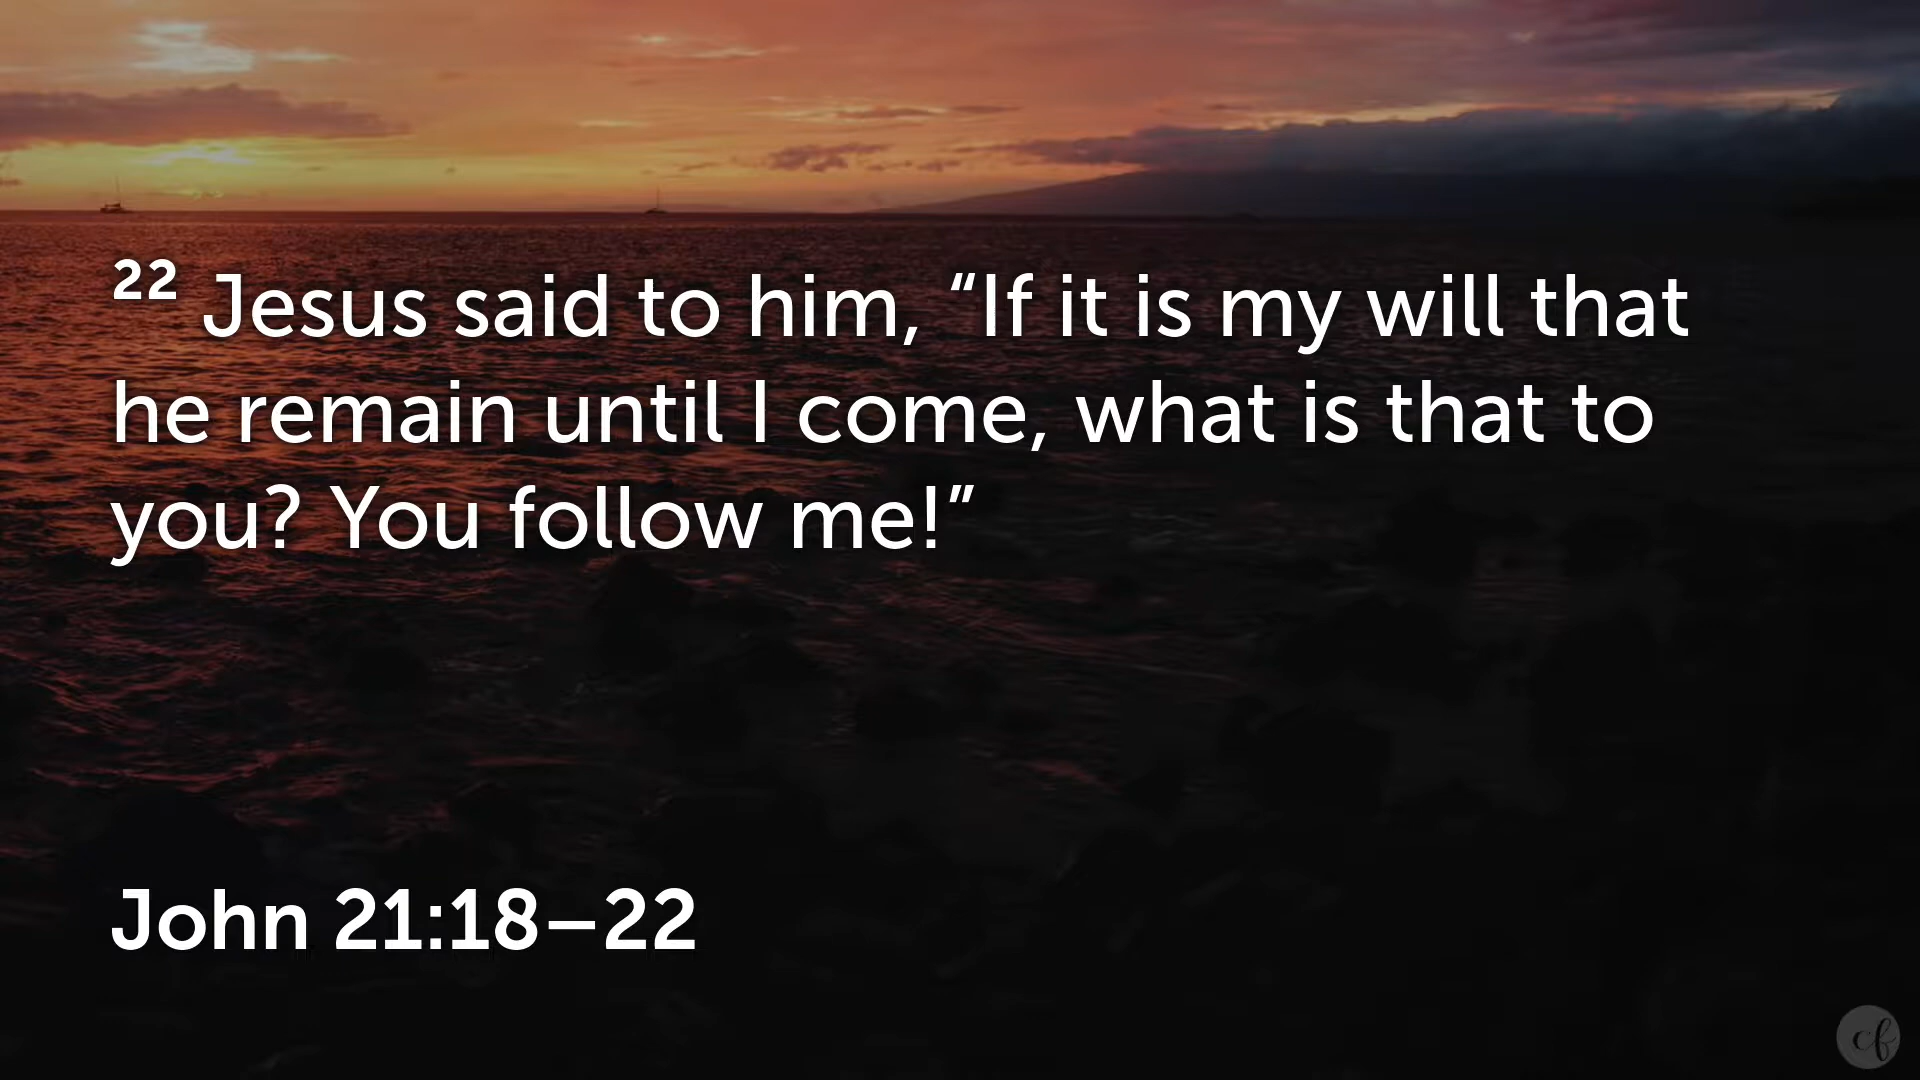 22 Jesus said to him, “If it is my will that
he remain until I come, what is that to
you? You follow me!”
John 21:18–22
cf